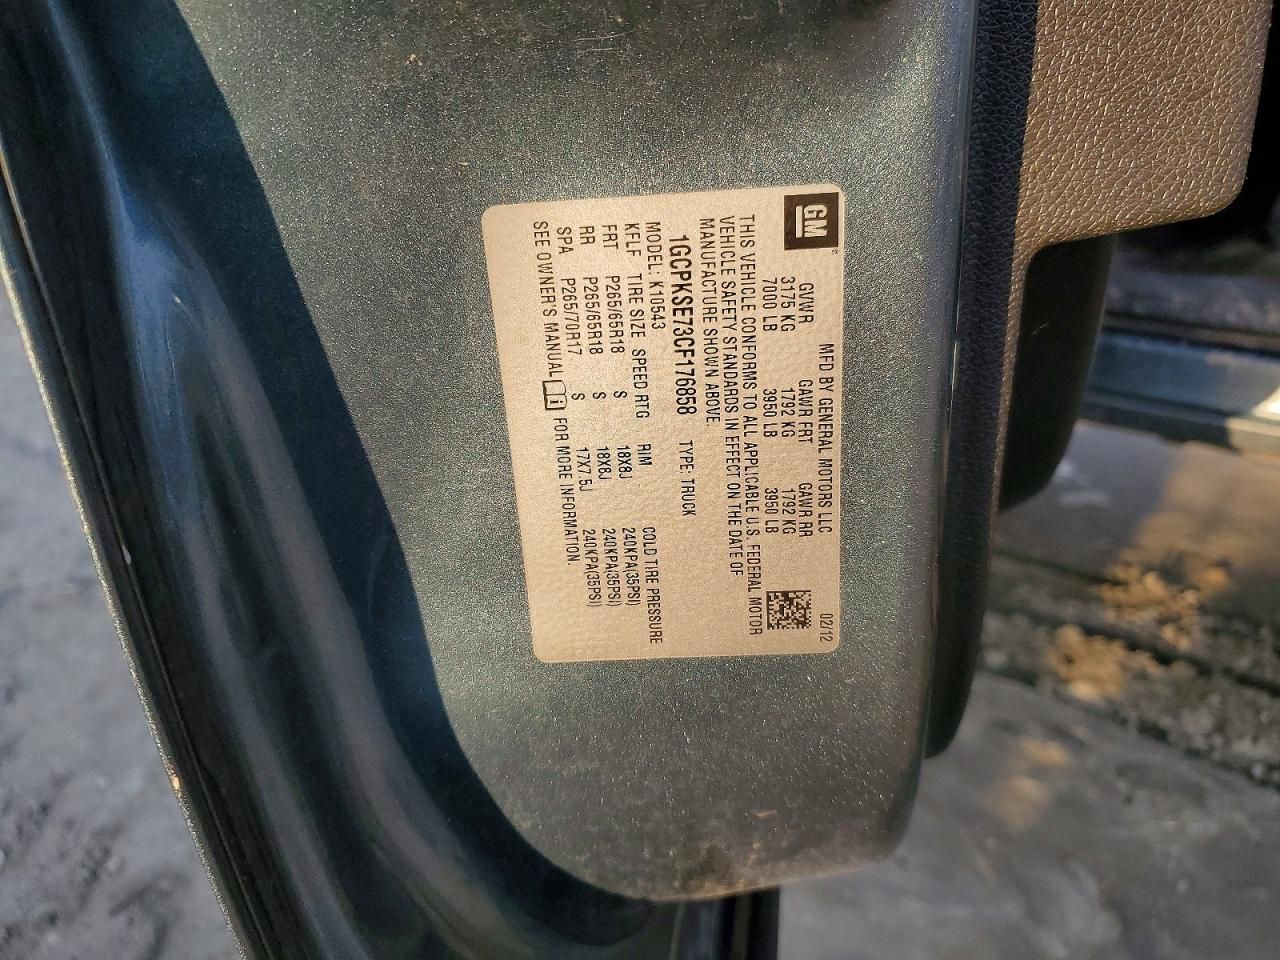 GM
MFD BY GENERAL MOTORS LLC 02/12
GVWR GAWR FRT GAWR RR
3175 KG 1792 KG 1792 KG
7000 LB 3950 LB 3950 LB
THIS VEHICLE CONFORMS TO ALL APPLICABLE U.S. FEDERAL MOTOR
VEHICLE SAFETY STANDARDS IN EFFECT ON THE DATE OF
MANUFACTURE SHOWN ABOVE.
1GCPKSE73CF176858 TYPE: TRUCK
MODEL: K10543
KFLF TIRE SIZE SPEED RTG RIM COLD TIRE PRESSURE
FRT P265/65R18 S 18X8J 240KPA(35PSI)
RR P265/65R18 S 18X8J 240KPA(35PSI)
SPA P265/70R17 S 17X7.5J 240KPA(35PSI)
SEE OWNER'S MANUAL FOR MORE INFORMATION.